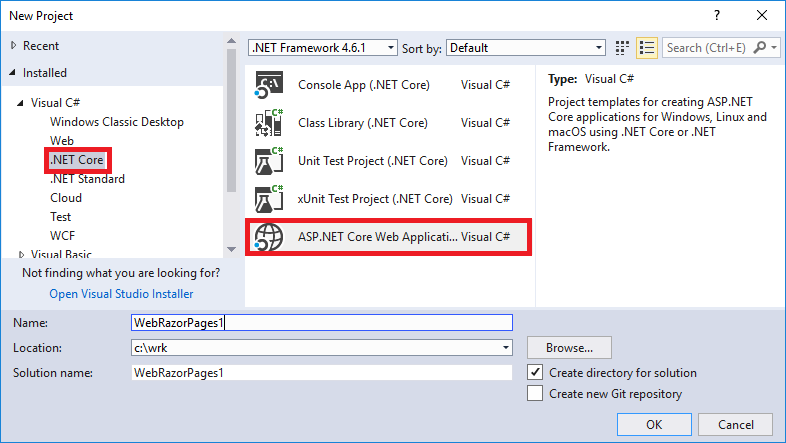 New Project
?
Recent
Installed
Visual C#
Windows Classic Desktop
Web
.NET Core
.NET Standard
Cloud
Test
WCF
Visual Basic
Not finding what you are looking for?
Open Visual Studio Installer
.NET Framework 4.6.1
Sort by: Default
Search (Ctrl+E)
Console App (.NET Core) Visual C#
Class Library (.NET Core) Visual C#
Unit Test Project (.NET Core) Visual C#
xUnit Test Project (.NET Core) Visual C#
ASP.NET Core Web Applicati... Visual C#
Type: Visual C#
Project templates for creating ASP.NET
Core applications for Windows, Linux and
macOS using .NET Core or .NET
Framework.
Name: WebRazorPages1
Location: c:\wrk
Browse...
Solution name: WebRazorPages1
Create directory for solution
Create new Git repository
OK
Cancel